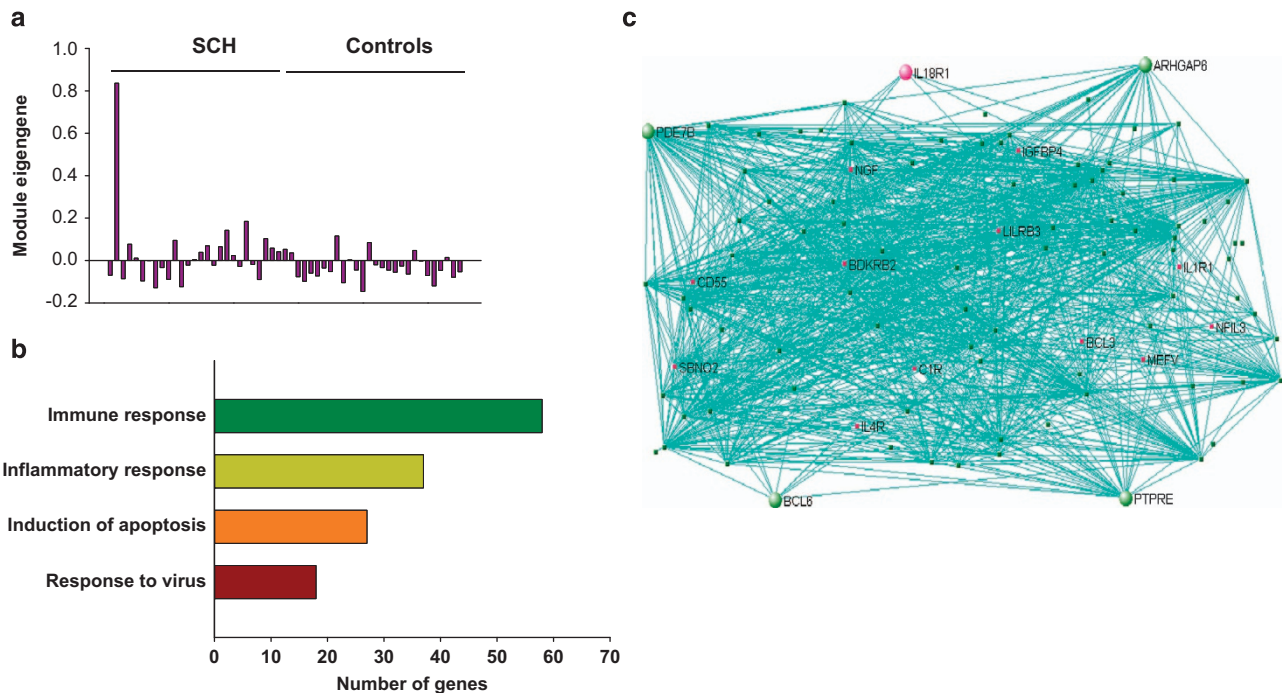 a
SCH
Controls
Module eigengene
1.0
0.8
0.6
0.4
0.2
0.0
-0.2
b
Immune response
Inflammatory response
Induction of apoptosis
Response to virus
0 10 20 30 40 50 60 70
Number of genes
c
IL18R1
ARHGAP8
PDE7B
IGFBP4
NGF
LILRB3
BDKRB2
IL1R1
CD55
NFIL3
BCL3
MEFV
SBNO2
C1R
IL4R
BCL6
PTPRE